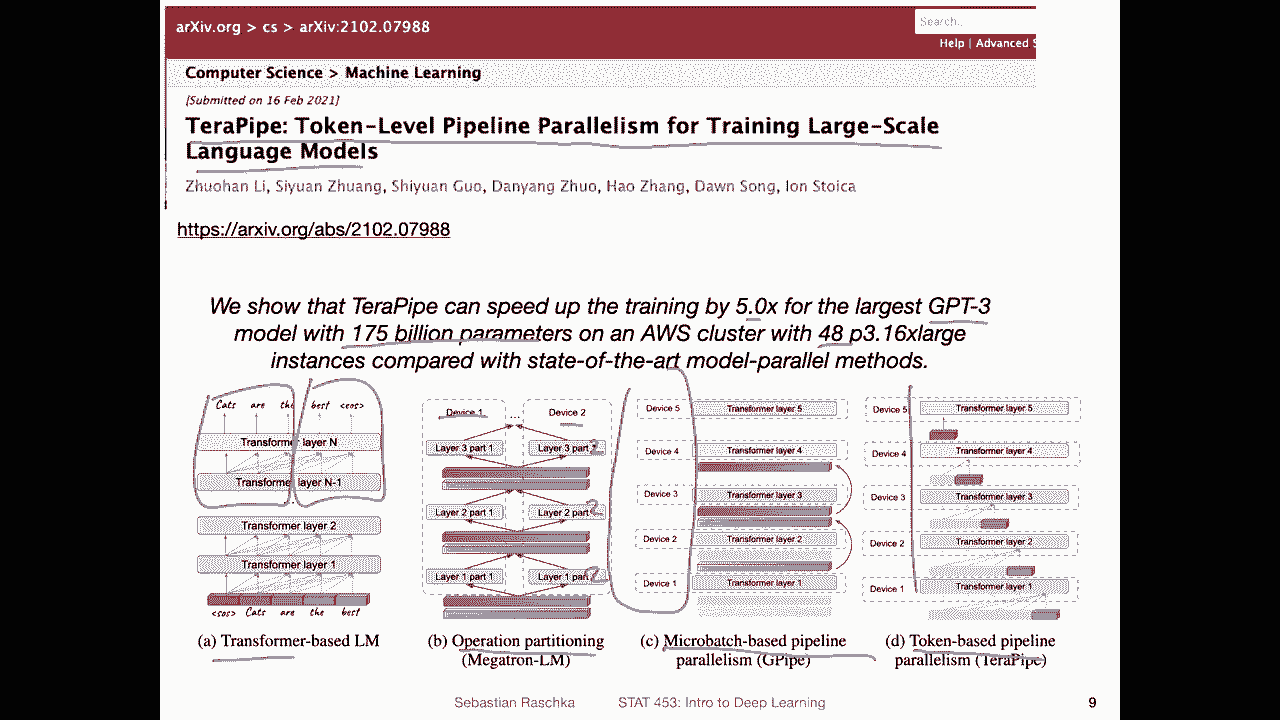 arXiv.org > cs > arXiv:2102.07988
Search..
Help | Advanced S
Computer Science > Machine Learning
[Submitted on 16 Feb 2021]
TeraPipe: Token-Level Pipeline Parallelism for Training Large-Scale
Language Models
Zhuohan Li, Siyuan Zhuang, Shiyuan Guo, Danyang Zhuo, Hao Zhang, Dawn Song, Ion Stoica
https://arxiv.org/abs/2102.07988
We show that TeraPipe can speed up the training by 5.0x for the largest GPT-3
model with 175 billion parameters on an AWS cluster with 48 p3.16xlarge
instances compared with state-of-the-art model-parallel methods.
Cats are the best <eos>
Transformer layer N
Transformer layer N-1
Transformer layer 2
Transformer layer 1
<sos> Cats are the best
(a) Transformer-based LM
Device 1 ... Device 2
Layer 3 part 1 Layer 3 part 2
Layer 2 part 1 Layer 2 part 2
Layer 1 part 1 Layer 1 part 2
(b) Operation partitioning
(Megatron-LM)
Device 5 Transformer layer 5
Device 4 Transformer layer 4
Device 3 Transformer layer 3
Device 2 Transformer layer 2
Device 1 Transformer layer 1
(c) Microbatch-based pipeline
parallelism (GPipe)
Device 5 Transformer layer 5
Device 4 Transformer layer 4
Device 3 Transformer layer 3
Device 2 Transformer layer 2
Device 1 Transformer layer 1
(d) Token-based pipeline
parallelism (TeraPipe)
Sebastian Raschka STAT 453: Intro to Deep Learning 9